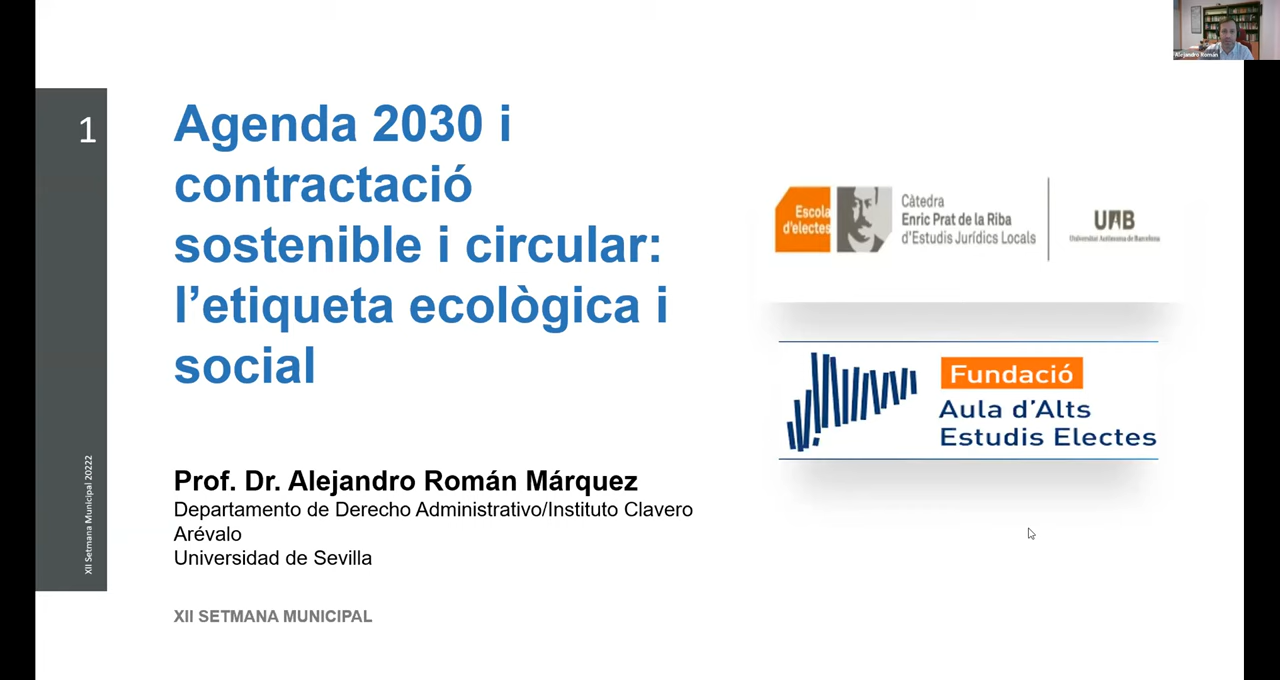 1
Agenda 2030 i
contractació
sostenible i circular:
l’etiqueta ecològica i
social
Prof. Dr. Alejandro Román Márquez
Departamento de Derecho Administrativo/Instituto Clavero
Arévalo
Universidad de Sevilla
XII SETMANA MUNICIPAL
XII Setmana Municipal 20222
Escola
d'electes
Càtedra
Enric Prat de la Riba
d'Estudis Jurídics Locals
UAB
Universitat Autònoma de Barcelona
Fundació
Aula d'Alts
Estudis Electes
Alejandro Román